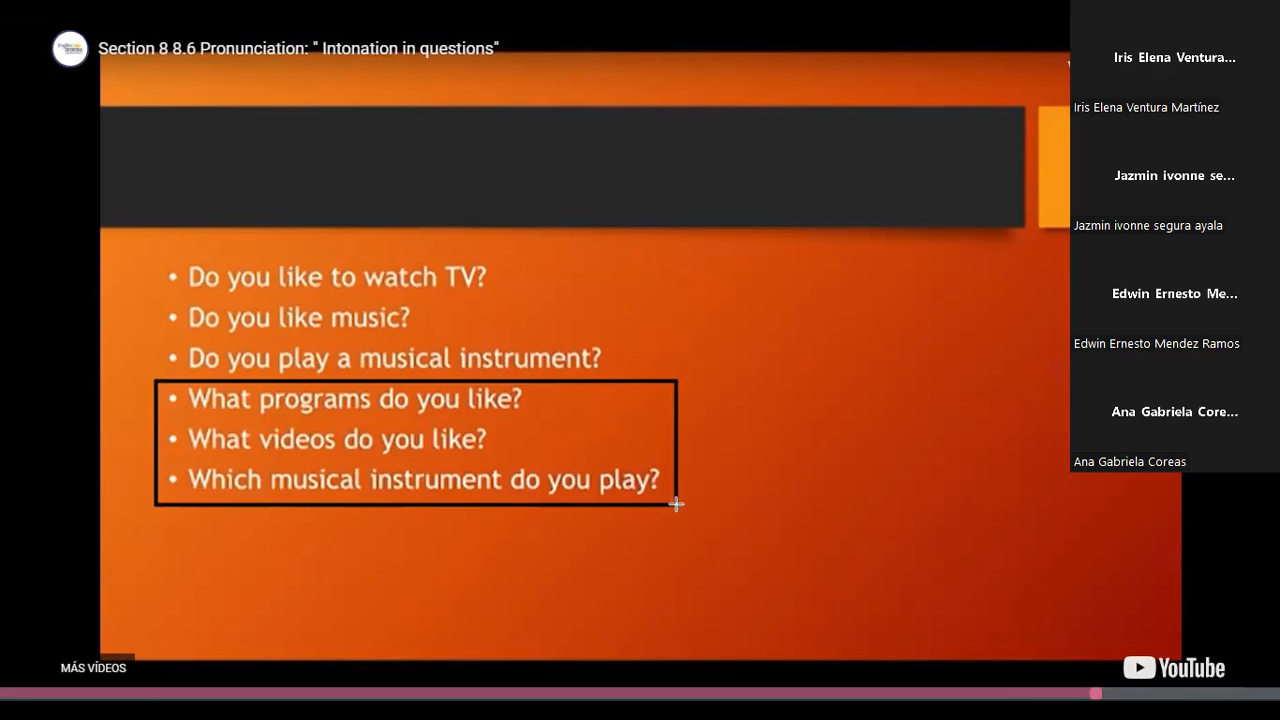 Section 8 8.6 Pronunciation: " Intonation in questions"
• Do you like to watch TV?
• Do you like music?
• Do you play a musical instrument?
• What programs do you like?
• What videos do you like?
• Which musical instrument do you play?
Iris Elena Ventura...
Iris Elena Ventura Martínez
Jazmin ivonne se...
Jazmin ivonne segura ayala
Edwin Ernesto Me...
Edwin Ernesto Mendez Ramos
Ana Gabriela Core...
Ana Gabriela Coreas
MÁS VÍDEOS
YouTube